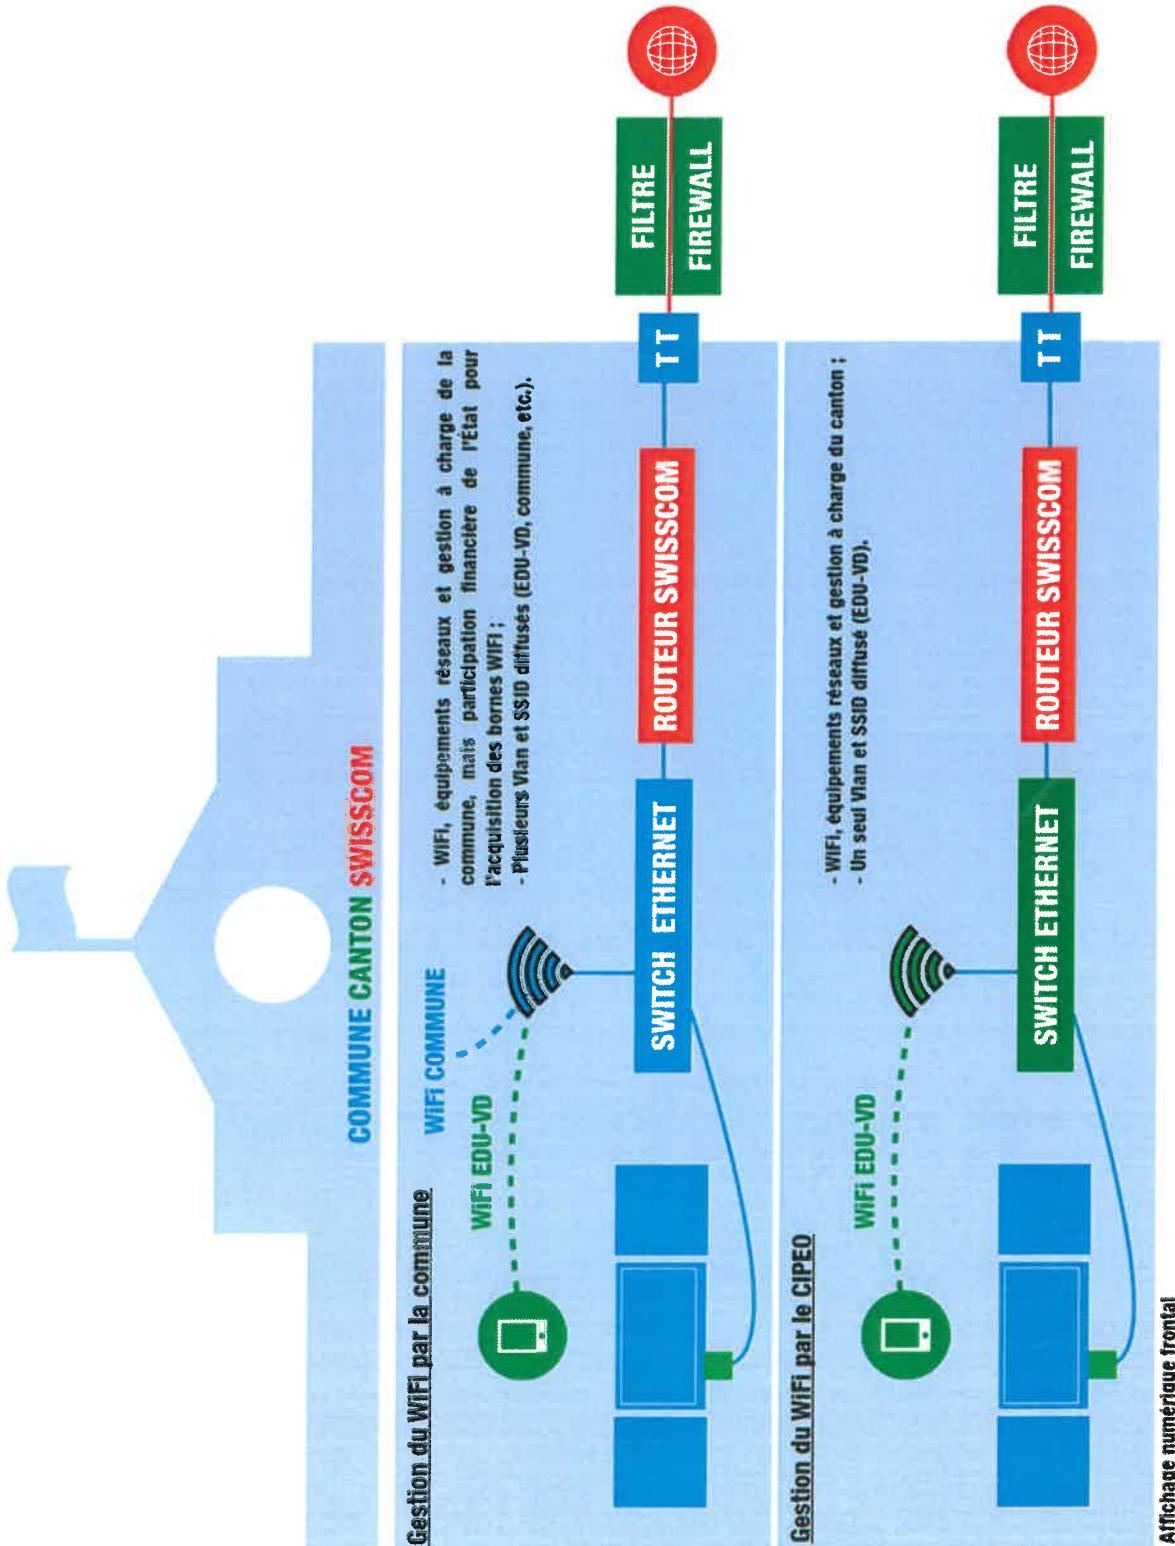 COMMUNE CANTON SWISSCOM
Gestion du WiFi par la commune
WiFi COMMUNE
WiFi EDU-VD
- WiFi, équipements réseaux et gestion à charge de la
commune, mais participation financière de l'État pour
l'acquisition des bornes WIFI ;
- Plusieurs Vlan et SSID diffusés (EDU-VD, commune, etc.).
SWITCH ETHERNET
ROUTEUR SWISSCOM
TT
FILTRE
FIREWALL
Gestion du WiFi par le CIPEO
WiFi EDU-VD
- WiFi, équipements réseaux et gestion à charge du canton ;
- Un seul Vlan et SSID diffusé (EDU-VD).
SWITCH ETHERNET
ROUTEUR SWISSCOM
TT
FILTRE
FIREWALL
Affichage numérique frontal